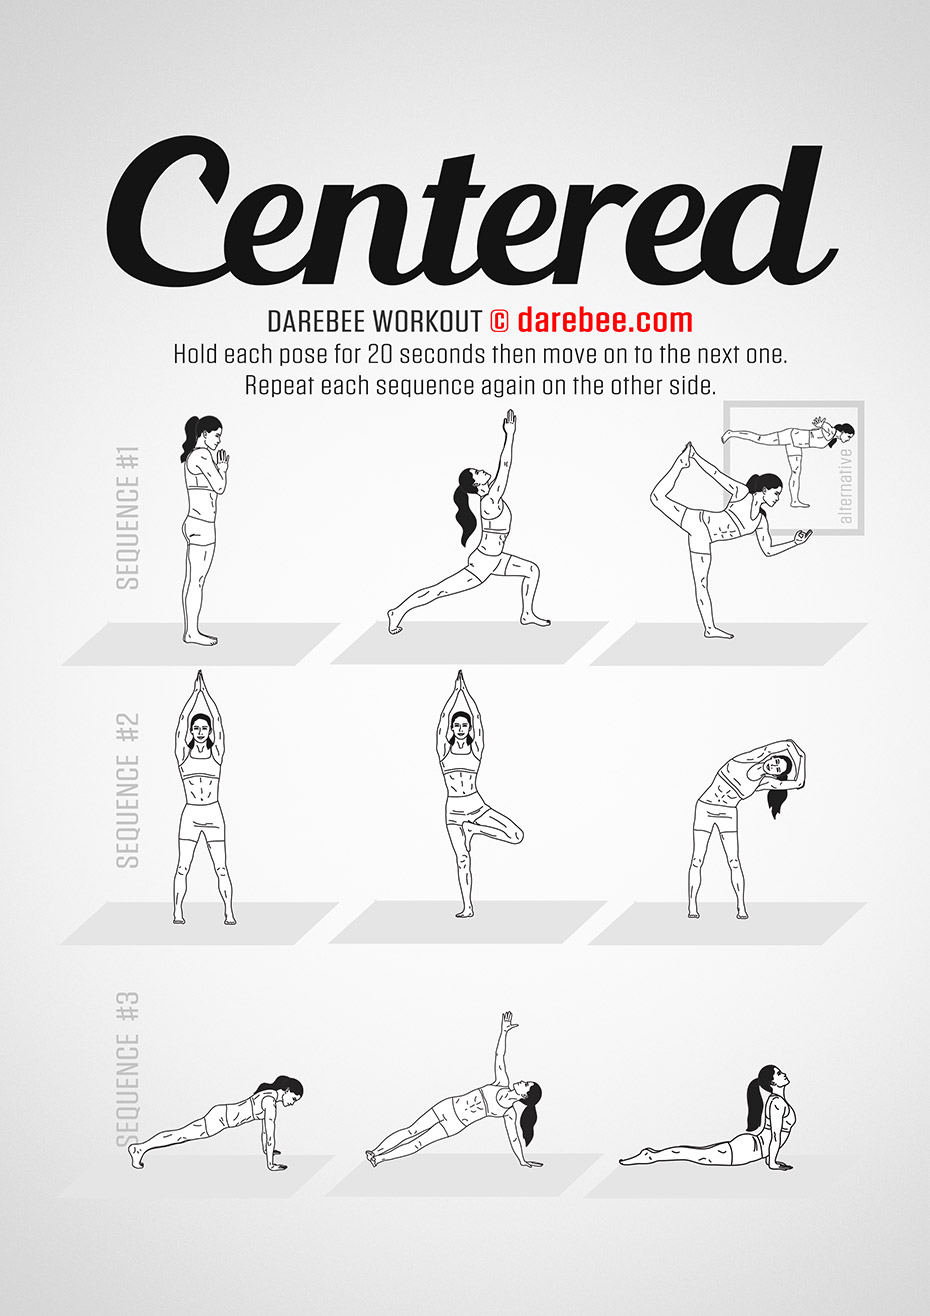 Centered
DAREBEE WORKOUT © darebee.com
Hold each pose for 20 seconds then move on to the next one.
Repeat each sequence again on the other side.
SEQUENCE #1
alternative
SEQUENCE #2
SEQUENCE #3